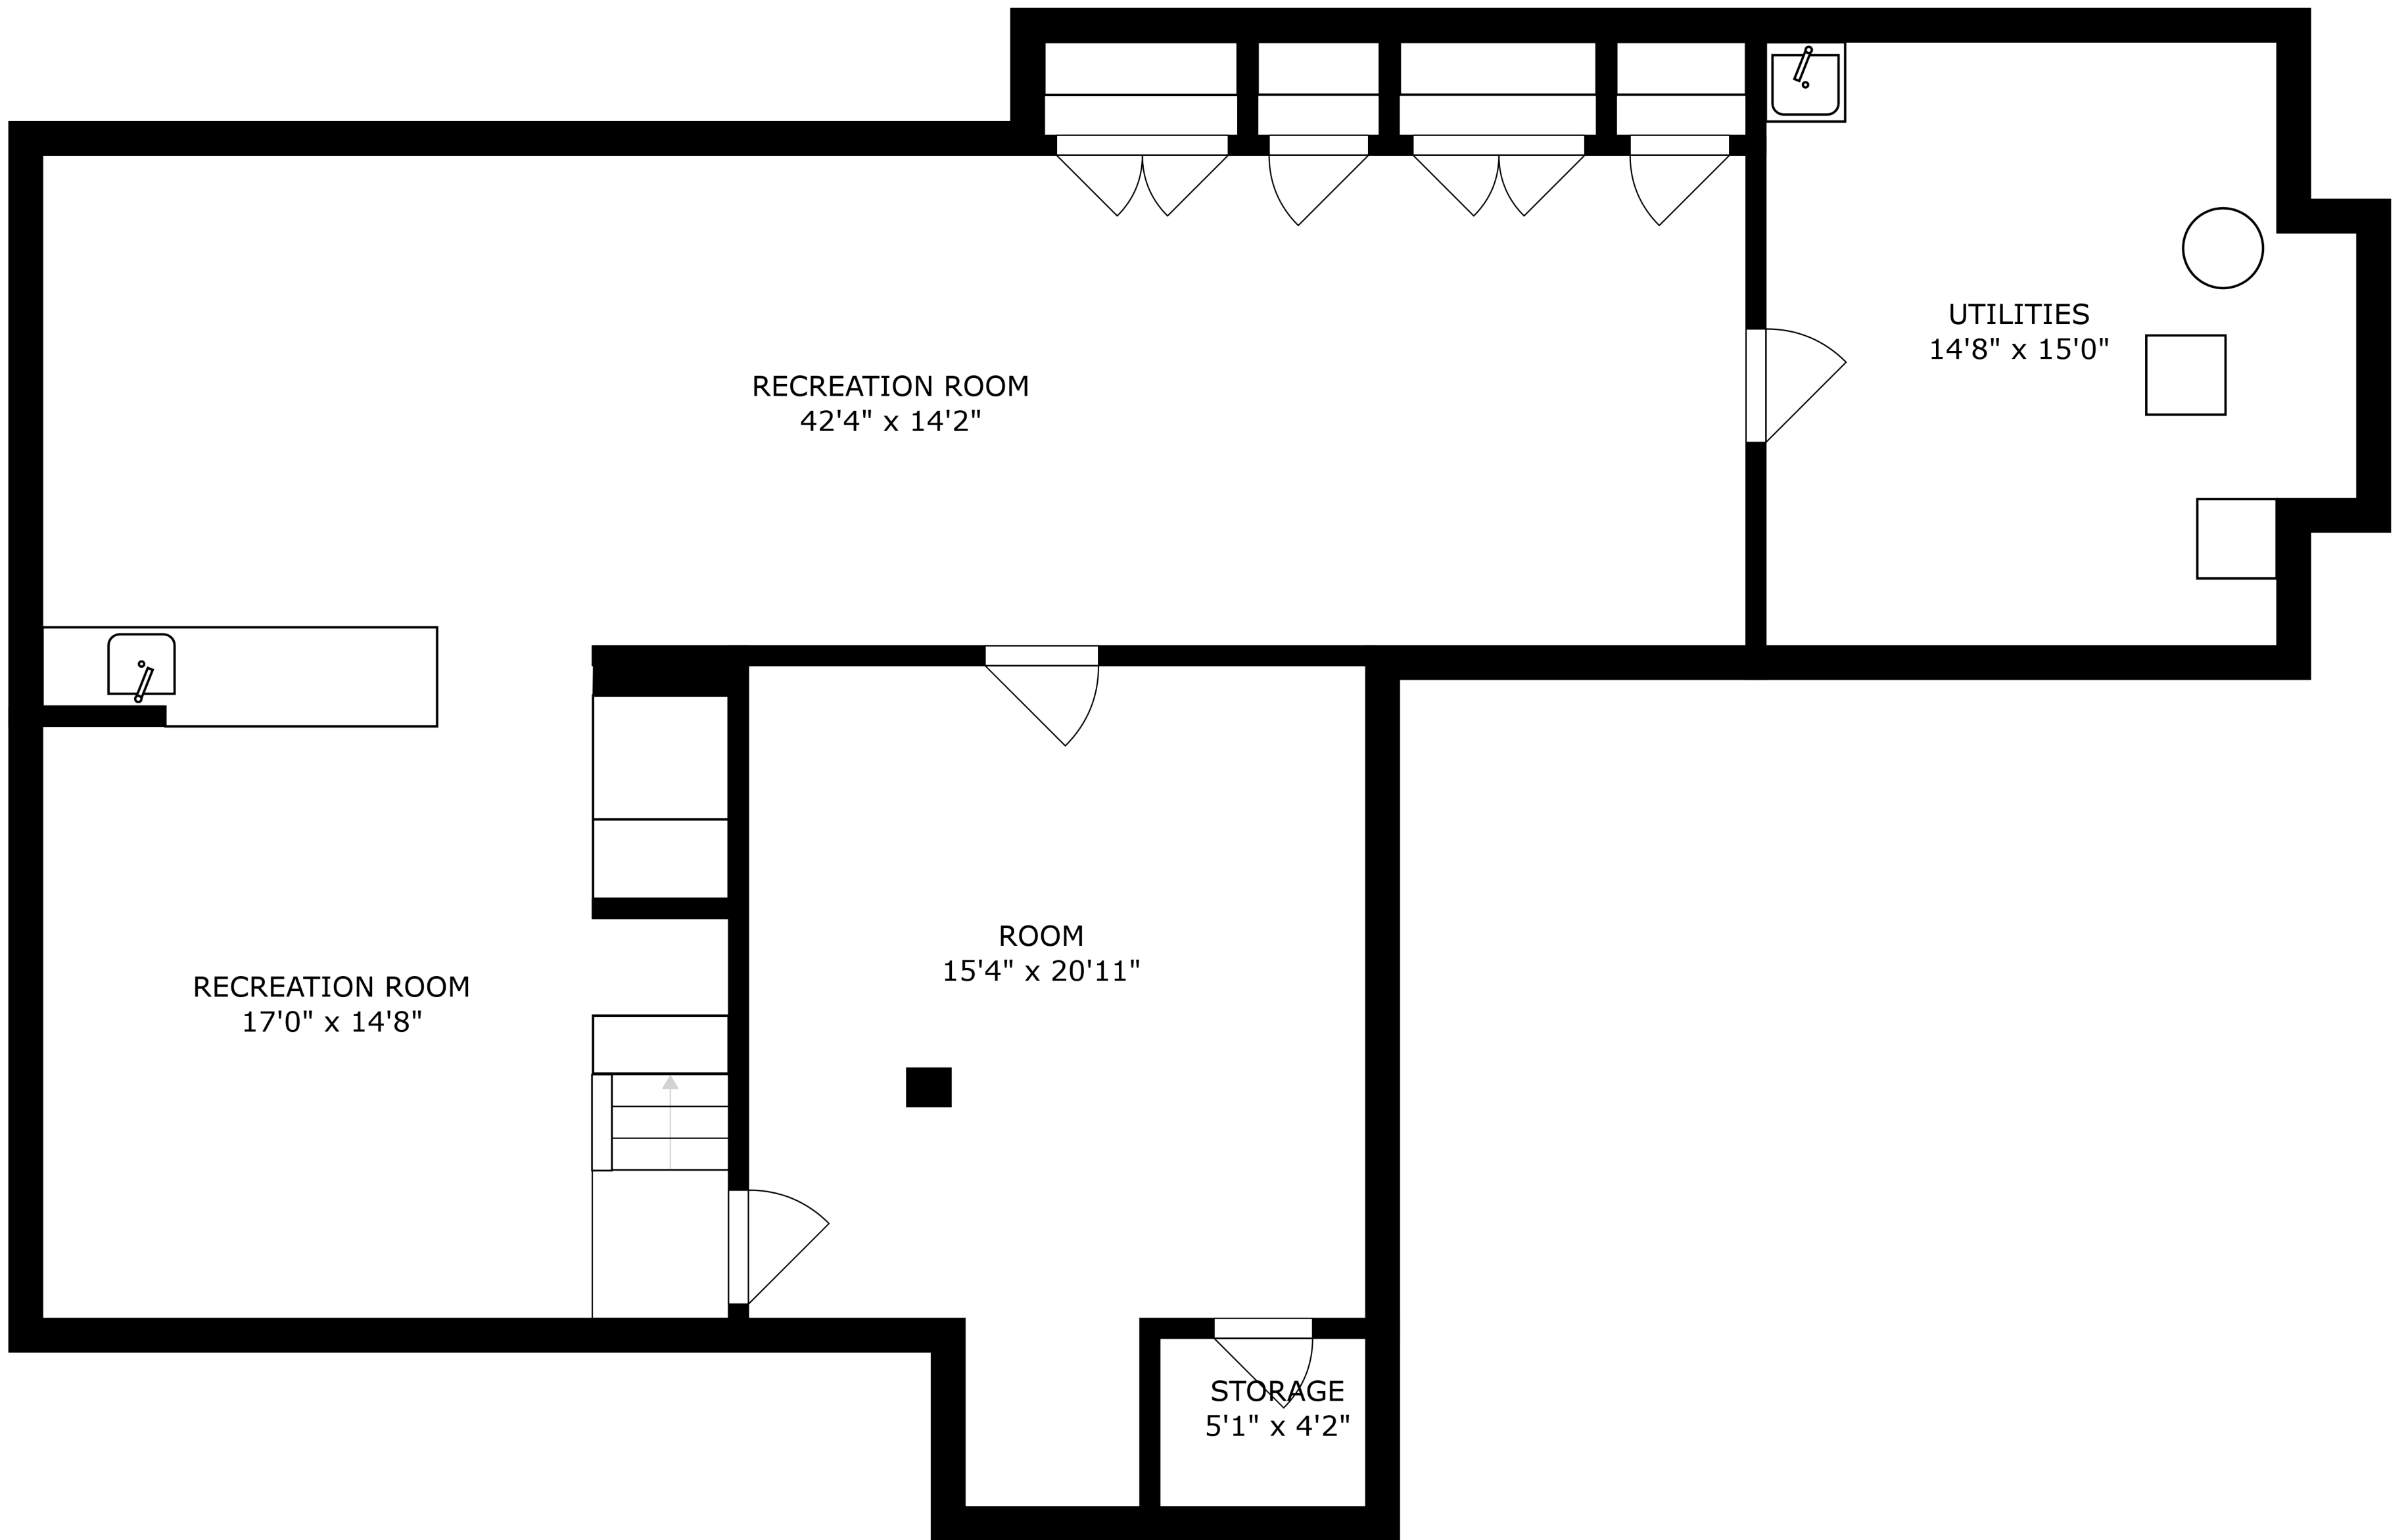 UTILITIES
14'8" x 15'0"
RECREATION ROOM
42'4" x 14'2"
ROOM
15'4" x 20'11"
RECREATION ROOM
17'0" x 14'8"
STORAGE
5'1" x 4'2"